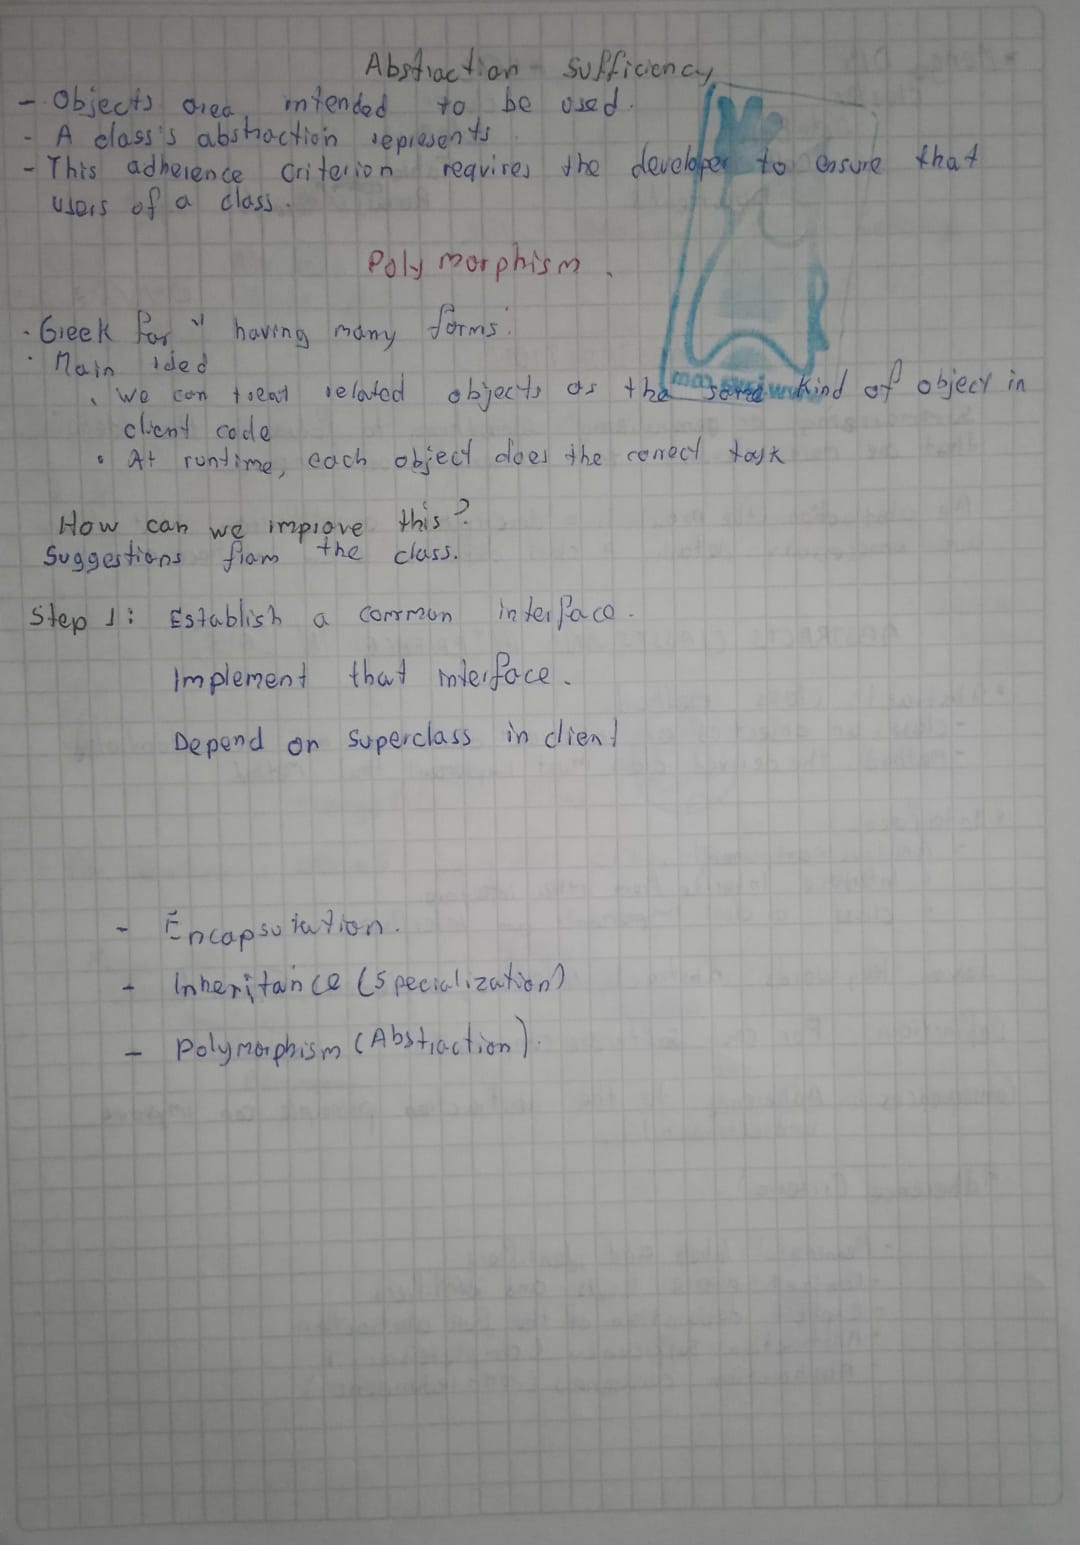 Abstraction sufficiency
- Objects area intended to be used.
- A class's abstraction represents
- This adherence criterion requires the developer to ensure that
users of a class.
Polymorphism.
· Greek for " having many forms"
· Main idea
· We can treat related objects as the same kind of object in
client code
· At runtime, each object does the correct task
How can we improve this?
Suggestions from the class.
Step 1: Establish a common interface.
Implement that interface.
Depend on superclass in client
- Encapsulation.
- Inheritance (specialization)
- Polymorphism (Abstraction).